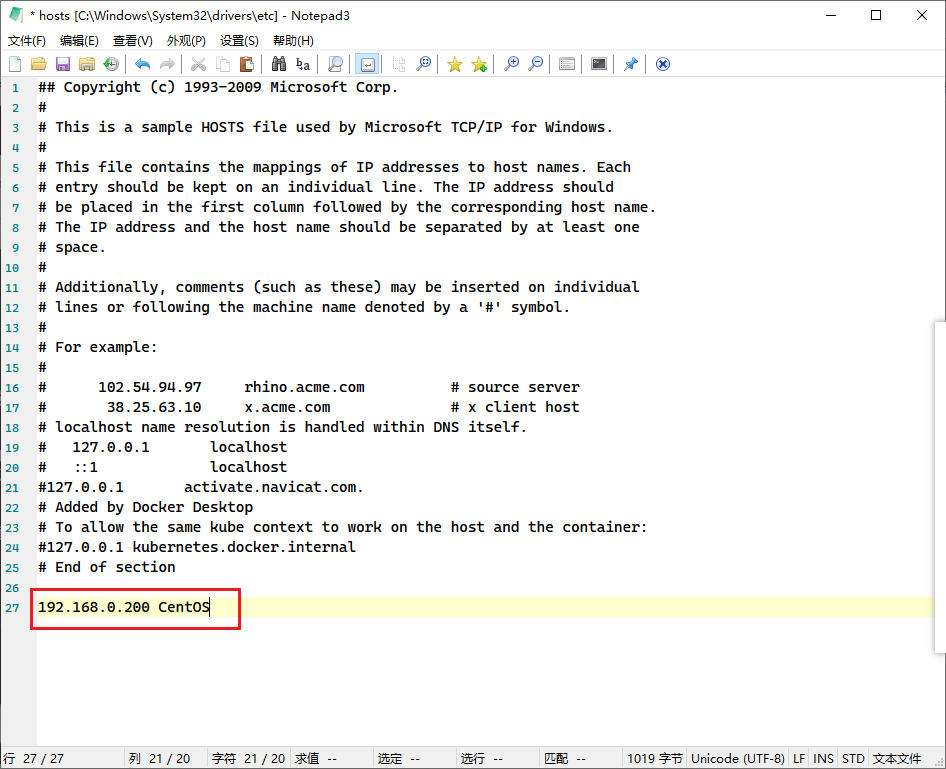 * hosts [C:\Windows\System32\drivers\etc] - Notepad3
文件(F) 编辑(E) 查看(V) 外观(P) 设置(S) 帮助(H)
1 ## Copyright (c) 1993-2009 Microsoft Corp.
2 #
3 # This is a sample HOSTS file used by Microsoft TCP/IP for Windows.
4 #
5 # This file contains the mappings of IP addresses to host names. Each
6 # entry should be kept on an individual line. The IP address should
7 # be placed in the first column followed by the corresponding host name.
8 # The IP address and the host name should be separated by at least one
9 # space.
10 #
11 # Additionally, comments (such as these) may be inserted on individual
12 # lines or following the machine name denoted by a '#' symbol.
13 #
14 # For example:
15 #
16 #      102.54.94.97     rhino.acme.com          # source server
17 #       38.25.63.10     x.acme.com              # x client host
18 # localhost name resolution is handled within DNS itself.
19 #   127.0.0.1       localhost
20 #   ::1             localhost
21 #127.0.0.1       activate.navicat.com.
22 # Added by Docker Desktop
23 # To allow the same kube context to work on the host and the container:
24 #127.0.0.1 kubernetes.docker.internal
25 # End of section
26
27 192.168.0.200 CentOS
行 27 / 27 列 21 / 20 字符 21 / 20 求值 -- 选定 -- 选行 -- 匹配 -- 1019 字节 Unicode (UTF-8) LF INS STD 文本文件